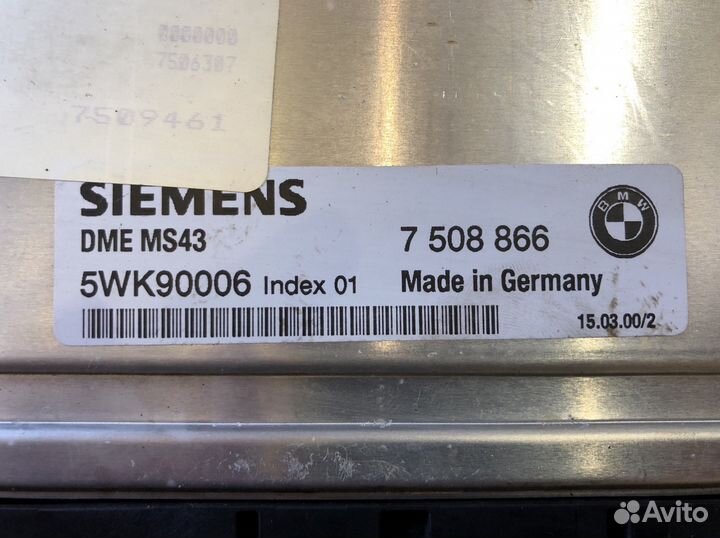 0000000
7506307
7509461
SIEMENS
DME MS43
7 508 866
BMW
5WK90006 Index 01
Made in Germany
15.03.00/2
Avito